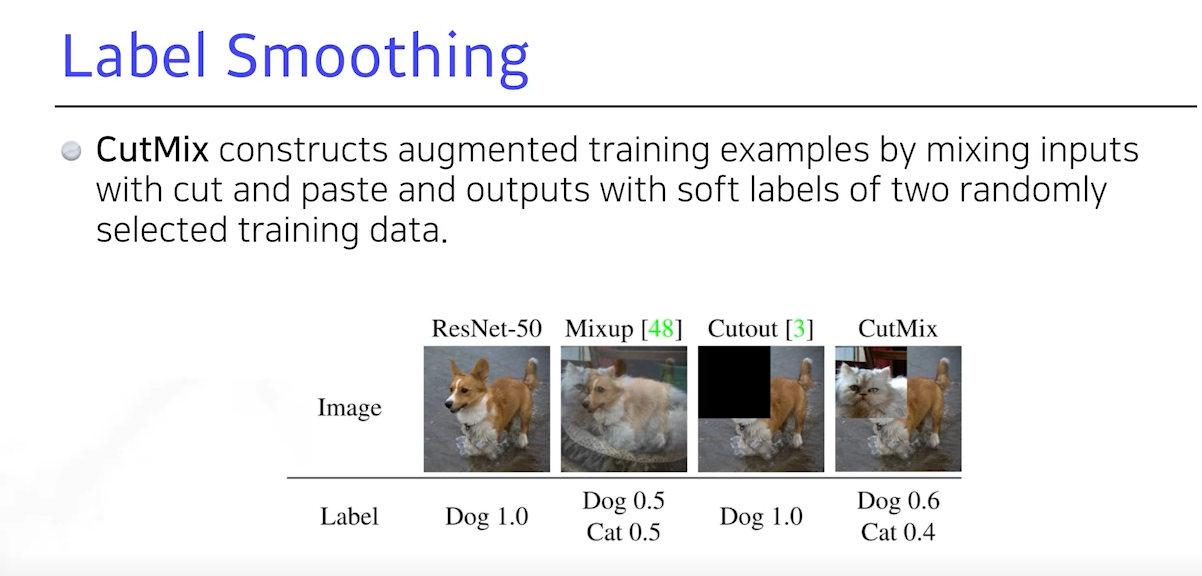 Label Smoothing
CutMix constructs augmented training examples by mixing inputs
with cut and paste and outputs with soft labels of two randomly
selected training data.
ResNet-50 Mixup [48] Cutout [3] CutMix
Image
Label Dog 1.0 Dog 0.5 Cat 0.5 Dog 1.0 Dog 0.6 Cat 0.4